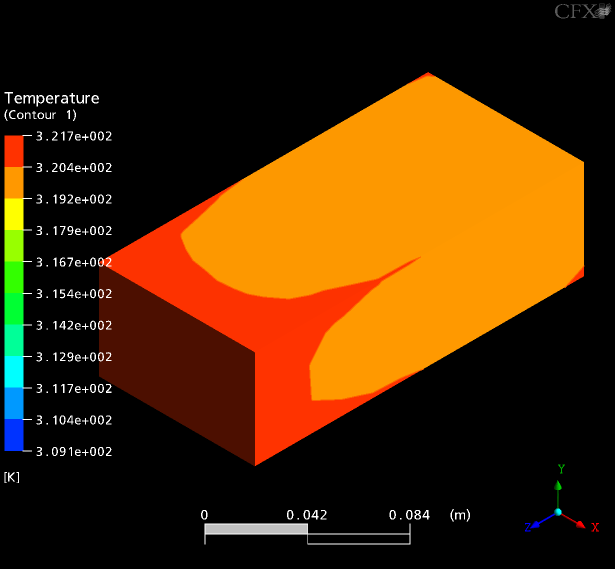 CFX
Temperature
(Contour 1)
3.217e+002
3.204e+002
3.192e+002
3.179e+002
3.167e+002
3.154e+002
3.142e+002
3.129e+002
3.117e+002
3.104e+002
3.091e+002
[K]
0 0.042 0.084 (m)
Y
Z X